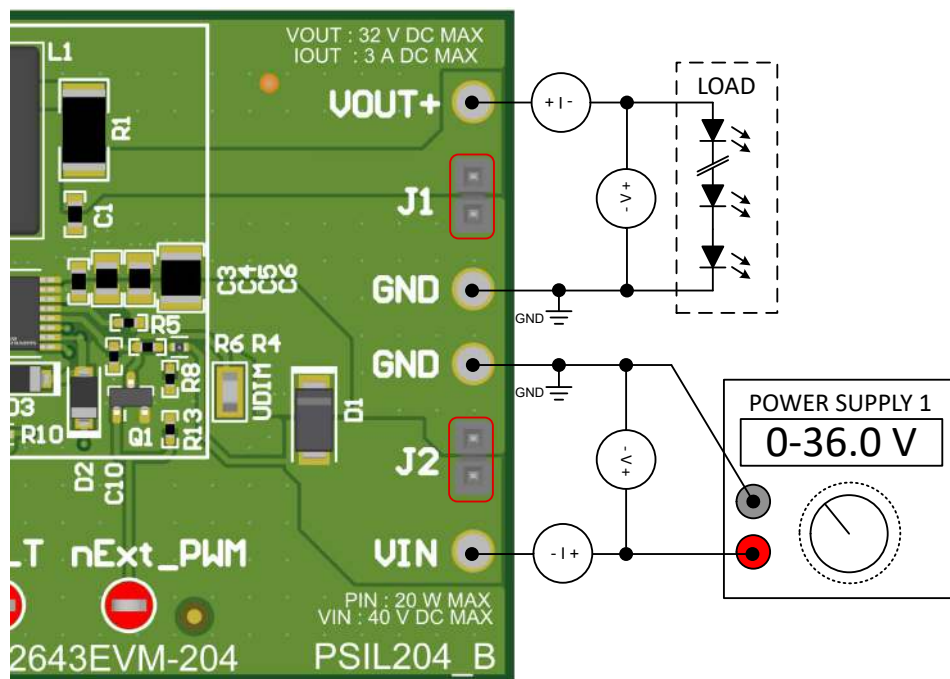 VOUT : 32 V DC MAX
IOUT : 3 A DC MAX
L1
VOUT+
+ I -
LOAD
R1
J1
- V +
C1
C3
C4
C5
C6
GND
GND
R5
R6 R4
GND
GND
UDIM
R8
D1
D3
R10
Q1
R13
D2
C10
J2
- V +
POWER SUPPLY 1
0-36.0 V
LT nExt_PWM
VIN
- I +
PIN : 20 W MAX
VIN : 40 V DC MAX
2643EVM-204
PSIL204_B